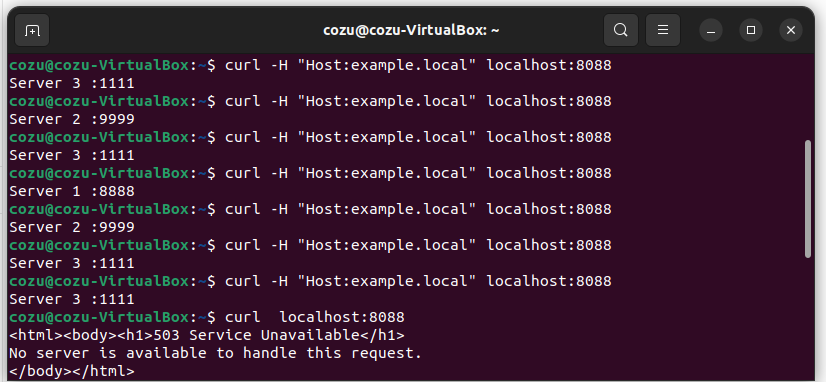 cozu@cozu-VirtualBox: ~
cozu@cozu-VirtualBox:~$ curl -H "Host:example.local" localhost:8088
Server 3 :1111
cozu@cozu-VirtualBox:~$ curl -H "Host:example.local" localhost:8088
Server 2 :9999
cozu@cozu-VirtualBox:~$ curl -H "Host:example.local" localhost:8088
Server 3 :1111
cozu@cozu-VirtualBox:~$ curl -H "Host:example.local" localhost:8088
Server 1 :8888
cozu@cozu-VirtualBox:~$ curl -H "Host:example.local" localhost:8088
Server 2 :9999
cozu@cozu-VirtualBox:~$ curl -H "Host:example.local" localhost:8088
Server 3 :1111
cozu@cozu-VirtualBox:~$ curl -H "Host:example.local" localhost:8088
Server 3 :1111
cozu@cozu-VirtualBox:~$ curl  localhost:8088
<html><body><h1>503 Service Unavailable</h1>
No server is available to handle this request.
</body></html>